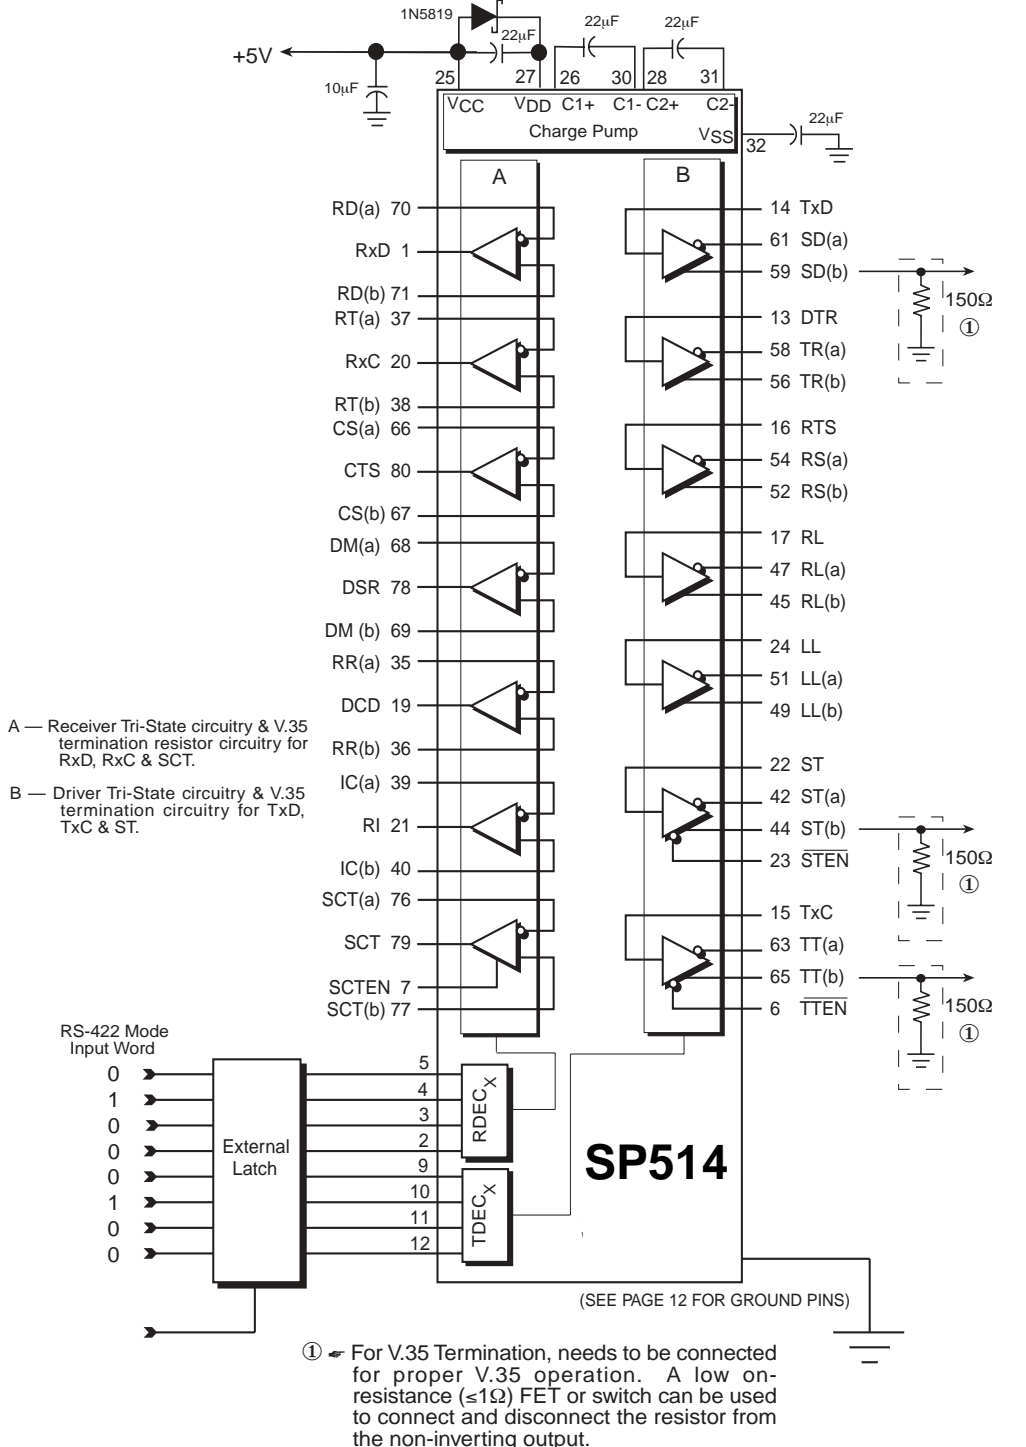 1N5819
22µF
22µF
22µF
+5V
10µF
25
27
26
30
28
31
VCC
VDD
C1+
C1-
C2+
C2-
Charge Pump
VSS
32
22µF
A
B
RD(a) 70
RxD 1
RD(b) 71
RT(a) 37
RxC 20
RT(b) 38
CS(a) 66
CTS 80
CS(b) 67
DM(a) 68
DSR 78
DM (b) 69
RR(a) 35
DCD 19
RR(b) 36
IC(a) 39
RI 21
IC(b) 40
SCT(a) 76
SCT 79
SCTEN 7
SCT(b) 77
14 TxD
61 SD(a)
59 SD(b)
150Ω
①
13 DTR
58 TR(a)
56 TR(b)
16 RTS
54 RS(a)
52 RS(b)
17 RL
47 RL(a)
45 RL(b)
24 LL
51 LL(a)
49 LL(b)
22 ST
42 ST(a)
44 ST(b)
23 STEN
150Ω
①
15 TxC
63 TT(a)
65 TT(b)
6 TTEN
150Ω
①
A — Receiver Tri-State circuitry & V.35
termination resistor circuitry for
RxD, RxC & SCT.
B — Driver Tri-State circuitry & V.35
termination circuitry for TxD,
TxC & ST.
RS-422 Mode
Input Word
0
1
0
0
0
1
0
0
External
Latch
5
4
3
2
9
10
11
12
RDECX
TDECX
SP514
(SEE PAGE 12 FOR GROUND PINS)
① ☛ For V.35 Termination, needs to be connected
for proper V.35 operation. A low on-
resistance (≤1Ω) FET or switch can be used
to connect and disconnect the resistor from
the non-inverting output.